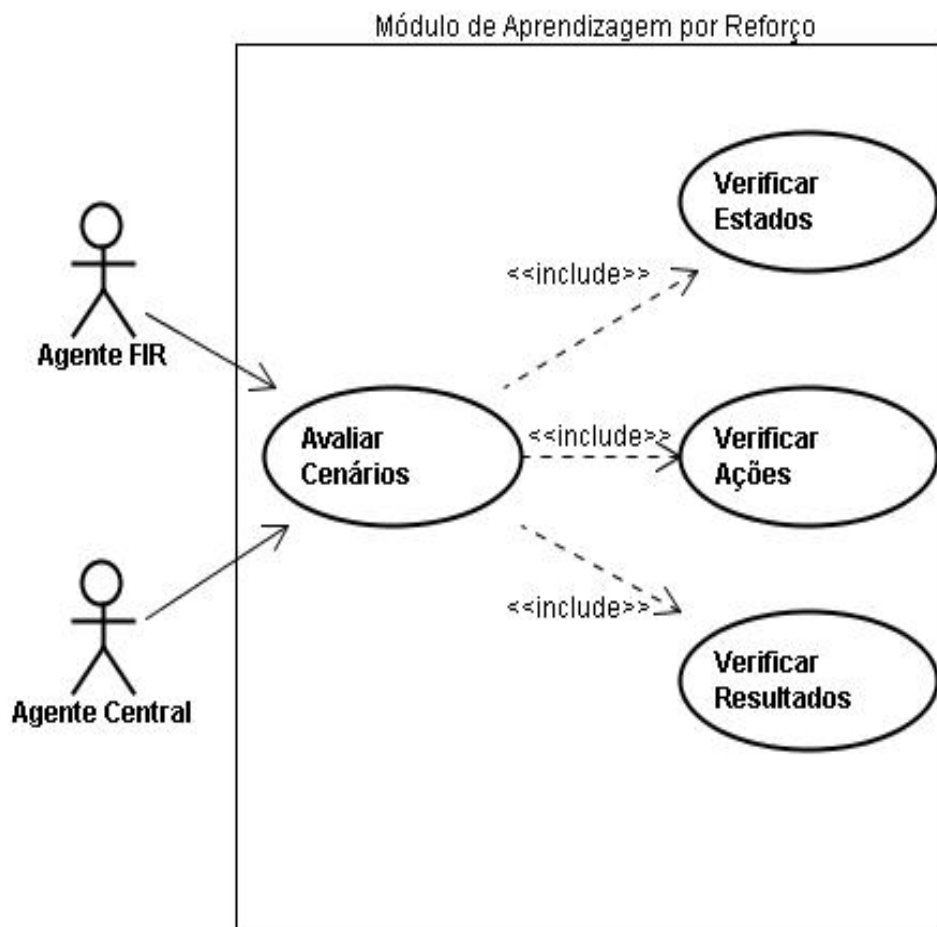 Módulo de Aprendizagem por Reforço
Verificar
Estados
<<include>>
Agente FIR
Avaliar
Cenários
<<include>>
Verificar
Ações
<<include>>
Verificar
Resultados
Agente Central